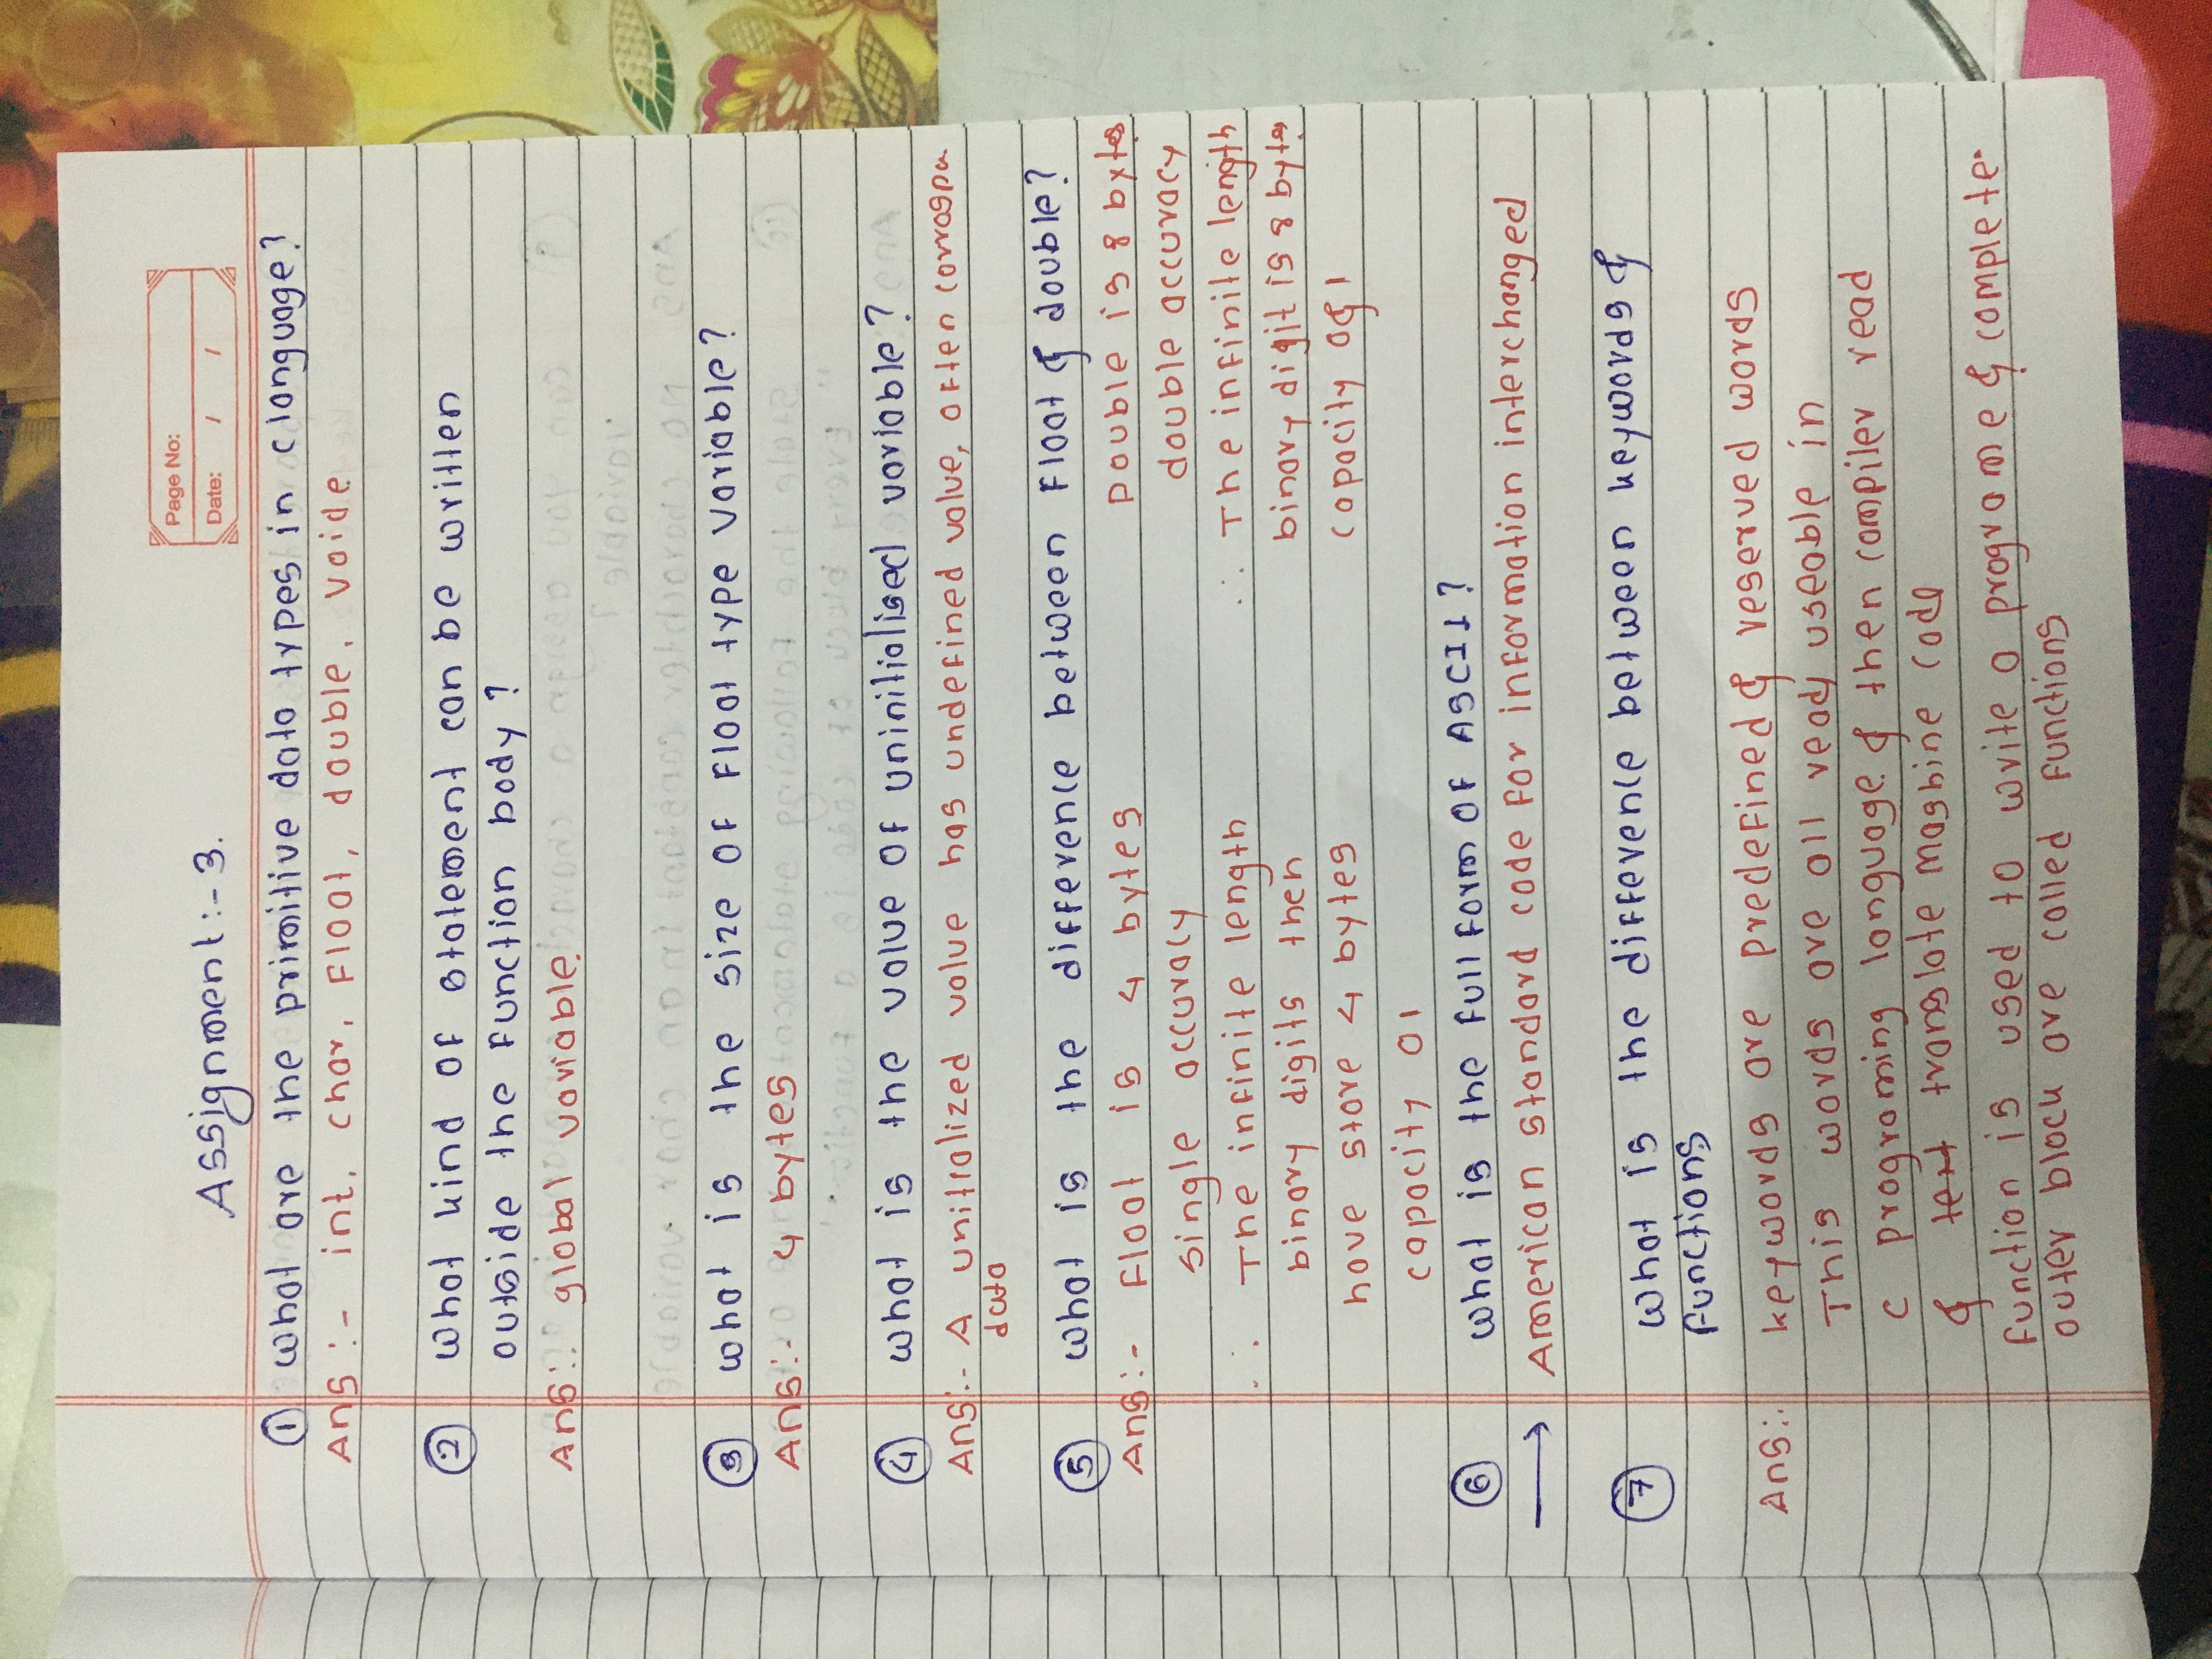 Page No:
Date: / /
Assignment:- 3.
① What are the primitive data types in c language?
Ans :- int, char, Float, double, voide
② What kind of statement can be written
outside the function body ?
Ans:- global variable.
③ What is the size of Float type variable?
Ans:- 4 bytes
④ What is the value of uninitialised variable?
Ans:- A unitialized value has undefined value, often
data
⑤ What is the difference between Float & double?
Ans:- Float is 4 bytes Double is 8 bytes
single accuracy double accuracy
∴ The infinite length ∴ The infinite length
binary digits then binary digit is 8 bytes
have store 4 bytes capacity of 1
capacity 01
⑥ What is the full form OF ASCII ?
→ American standard code For information interchanged
⑦ What is the difference between keywords &
functions
Ans:- keywords are predefined & reserved words
This words are all ready useable in
c programing language & then compiler read
& text translate mashine code
function is used to write a programe & complete
outer block are called functions